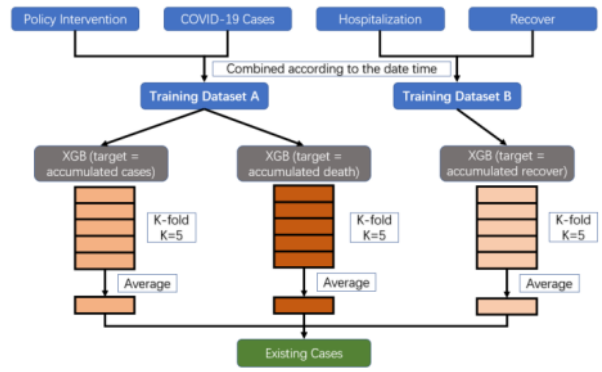 Policy Intervention
COVID-19 Cases
Hospitalization
Recover
Combined according to the date time
Training Dataset A
Training Dataset B
XGB (target =
accumulated cases)
XGB (target =
accumulated death)
XGB (target =
accumulated recover)
K-fold
K=5
K-fold
K=5
K-fold
K=5
Average
Average
Average
Existing Cases